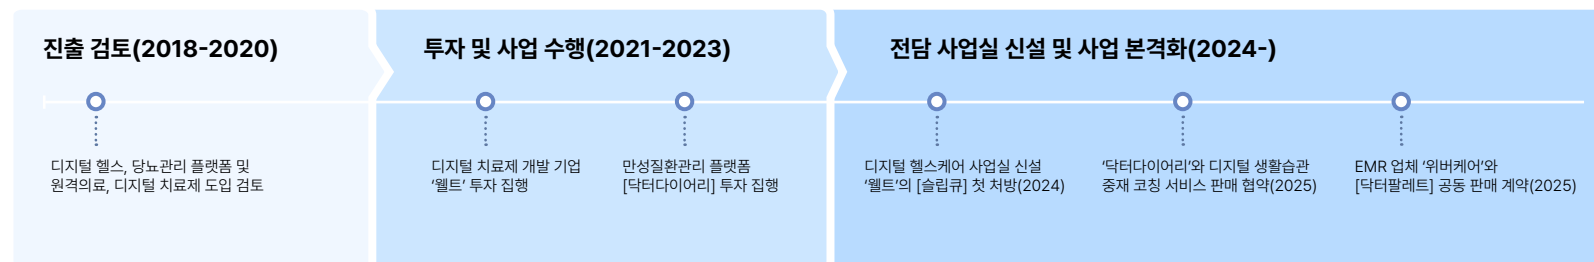 진출 검토(2018-2020)
디지털 헬스, 당뇨관리 플랫폼 및
원격의료, 디지털 치료제 도입 검토
투자 및 사업 수행(2021-2023)
디지털 치료제 개발 기업
‘웰트’ 투자 집행
만성질환관리 플랫폼
[닥터다이어리] 투자 집행
전담 사업실 신설 및 사업 본격화(2024-)
디지털 헬스케어 사업실 신설
‘웰트’의 [슬립큐] 첫 처방(2024)
‘닥터다이어리’와 디지털 생활습관
중재 코칭 서비스 판매 협약(2025)
EMR 업체 ‘위버케어’와
[닥터팔레트] 공동 판매 계약(2025)